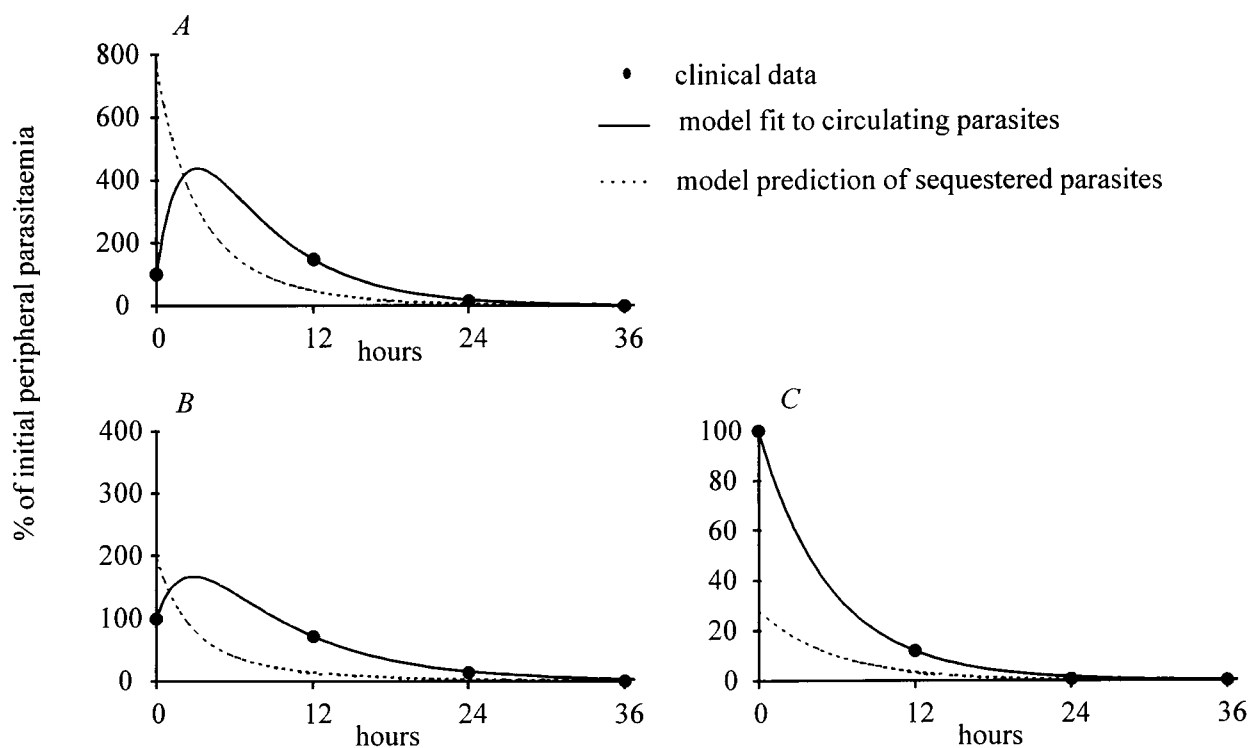 A
800
600
400
200
0
0 12 24 36
hours
clinical data
model fit to circulating parasites
model prediction of sequestered parasites
% of initial peripheral parasitaemia
B
400
300
200
100
0
0 12 24 36
hours
C
100
80
60
40
20
0
0 12 24 36
hours